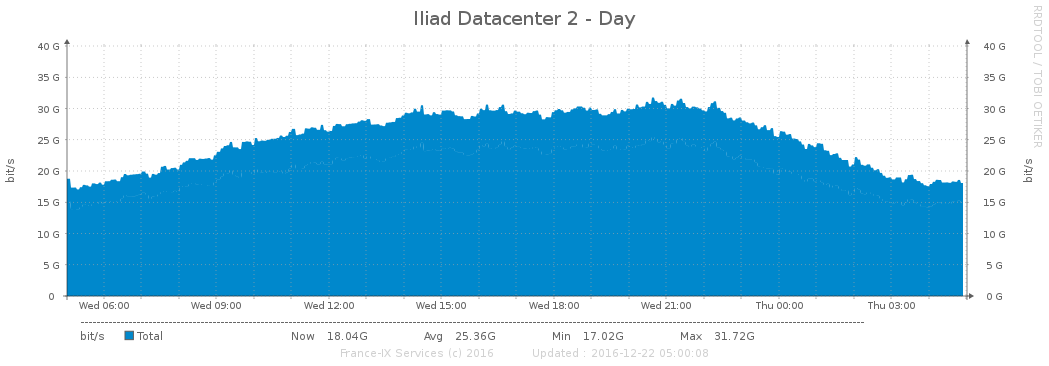 Iliad Datacenter 2 - Day
RRDTOOL / TOBI OETIKER
40 G 40 G
35 G 35 G
30 G 30 G
25 G 25 G
20 G 20 G
15 G 15 G
10 G 10 G
5 G 5 G
0 0 G
bit/s
bit/s
Wed 06:00 Wed 09:00 Wed 12:00 Wed 15:00 Wed 18:00 Wed 21:00 Thu 00:00 Thu 03:00
bit/s Total Now 18.04G Avg 25.36G Min 17.02G Max 31.72G
France-IX Services (c) 2016 Updated : 2016-12-22 05:00:08